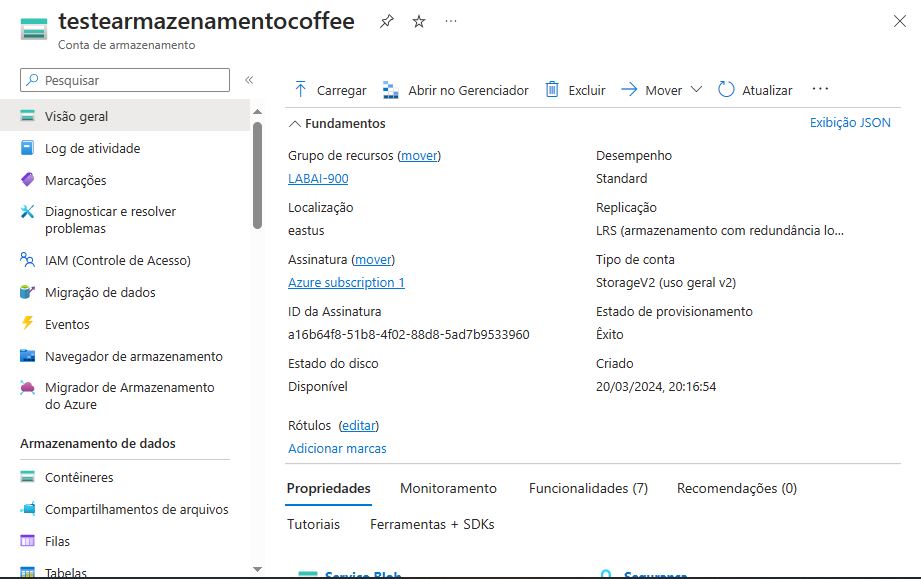 testearmazenamentocoffee
Conta de armazenamento
Pesquisar
Visão geral
Log de atividade
Marcações
Diagnosticar e resolver
problemas
IAM (Controle de Acesso)
Migração de dados
Eventos
Navegador de armazenamento
Migrador de Armazenamento
do Azure
Armazenamento de dados
Contêineres
Compartilhamentos de arquivos
Filas
Tabelas
Carregar Abrir no Gerenciador Excluir Mover Atualizar
Fundamentos
Exibição JSON
Grupo de recursos (mover)
LABAI-900
Localização
eastus
Assinatura (mover)
Azure subscription 1
ID da Assinatura
a16b64f8-51b8-4f02-88d8-5ad7b9533960
Estado do disco
Disponível
Desempenho
Standard
Replicação
LRS (armazenamento com redundância lo...
Tipo de conta
StorageV2 (uso geral v2)
Estado de provisionamento
Êxito
Criado
20/03/2024, 20:16:54
Rótulos (editar)
Adicionar marcas
Propriedades Monitoramento Funcionalidades (7) Recomendações (0)
Tutoriais Ferramentas + SDKs
Serviço Blob
Segurança